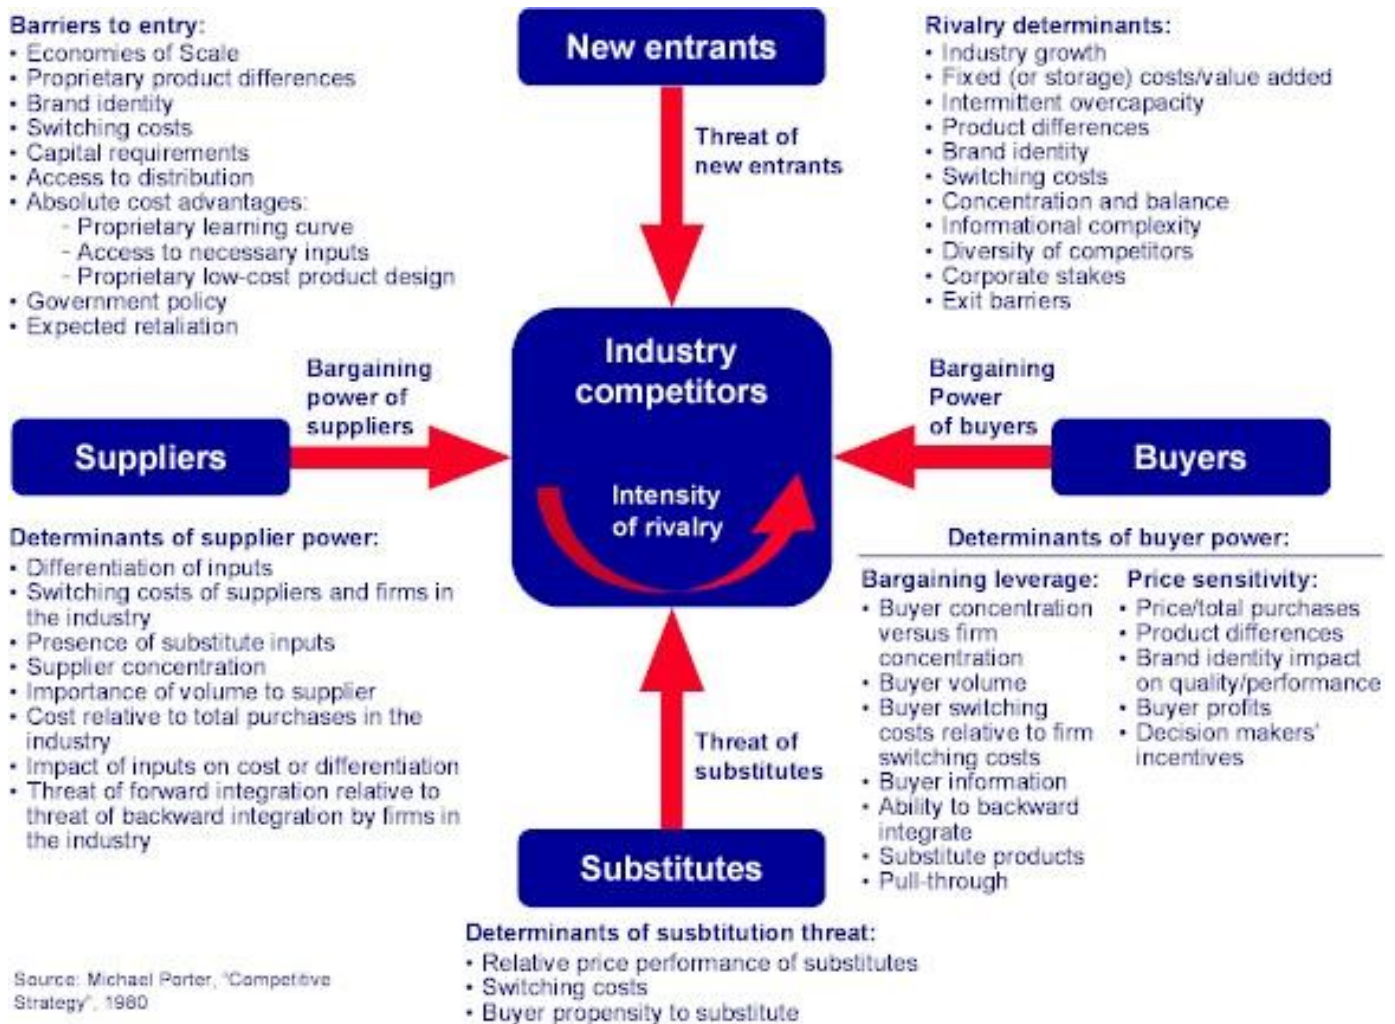 Barriers to entry:
• Economies of Scale
• Proprietary product differences
• Brand identity
• Switching costs
• Capital requirements
• Access to distribution
• Absolute cost advantages:
- Proprietary learning curve
- Access to necessary inputs
- Proprietary low-cost product design
• Government policy
• Expected retaliation
New entrants
Threat of
new entrants
Rivalry determinants:
• Industry growth
• Fixed (or storage) costs/value added
• Intermittent overcapacity
• Product differences
• Brand identity
• Switching costs
• Concentration and balance
• Informational complexity
• Diversity of competitors
• Corporate stakes
• Exit barriers
Bargaining
power of
suppliers
Suppliers
Industry
competitors
Intensity
of rivalry
Bargaining
Power
of buyers
Buyers
Determinants of supplier power:
• Differentiation of inputs
• Switching costs of suppliers and firms in
the industry
• Presence of substitute inputs
• Supplier concentration
• Importance of volume to supplier
• Cost relative to total purchases in the
industry
• Impact of inputs on cost or differentiation
• Threat of forward integration relative to
threat of backward integration by firms in
the industry
Threat of
substitutes
Substitutes
Determinants of buyer power:
Bargaining leverage:
• Buyer concentration
versus firm
concentration
• Buyer volume
• Buyer switching
costs relative to firm
switching costs
• Buyer information
• Ability to backward
integrate
• Substitute products
• Pull-through
Price sensitivity:
• Price/total purchases
• Product differences
• Brand identity impact
on quality/performance
• Buyer profits
• Decision makers'
incentives
Determinants of susbtitution threat:
• Relative price performance of substitutes
• Switching costs
• Buyer propensity to substitute
Source: Michael Porter, "Competitive
Strategy", 1980